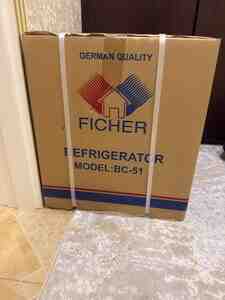 GERMAN QUALITY
FICHER
REFRIGERATOR
MODEL:BC-51